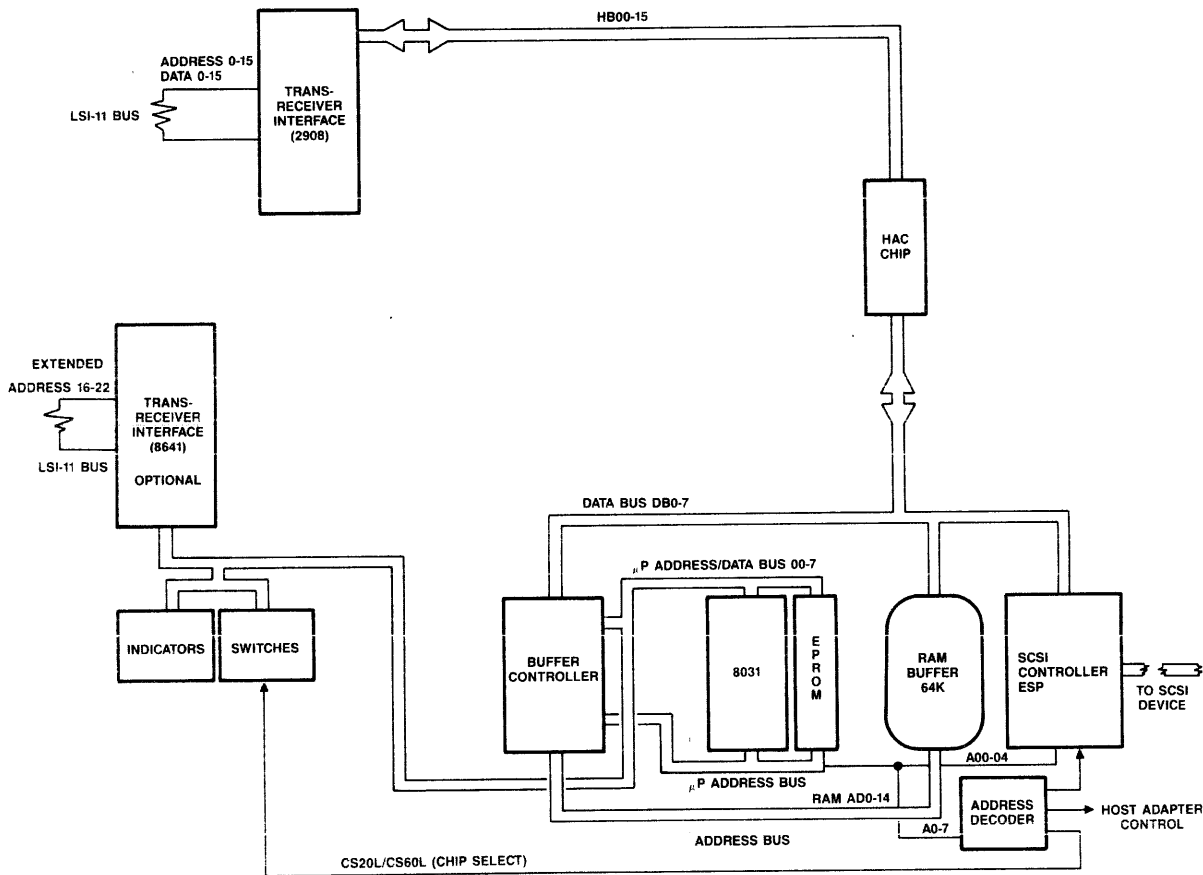 HB00-15
ADDRESS 0-15
DATA 0-15
LSI-11 BUS
TRANS-
RECEIVER
INTERFACE
(2908)
HAC
CHIP
EXTENDED
ADDRESS 16-22
LSI-11 BUS
TRANS-
RECEIVER
INTERFACE
(8641)
OPTIONAL
DATA BUS DB0-7
μP ADDRESS/DATA BUS 00-7
INDICATORS
SWITCHES
BUFFER
CONTROLLER
8031
EPROM
RAM
BUFFER
64K
SCSI
CONTROLLER
ESP
TO SCSI
DEVICE
μP ADDRESS BUS
A00-04
RAM AD0-14
ADDRESS BUS
A0-7
ADDRESS
DECODER
HOST ADAPTER
CONTROL
CS20L/CS60L (CHIP SELECT)